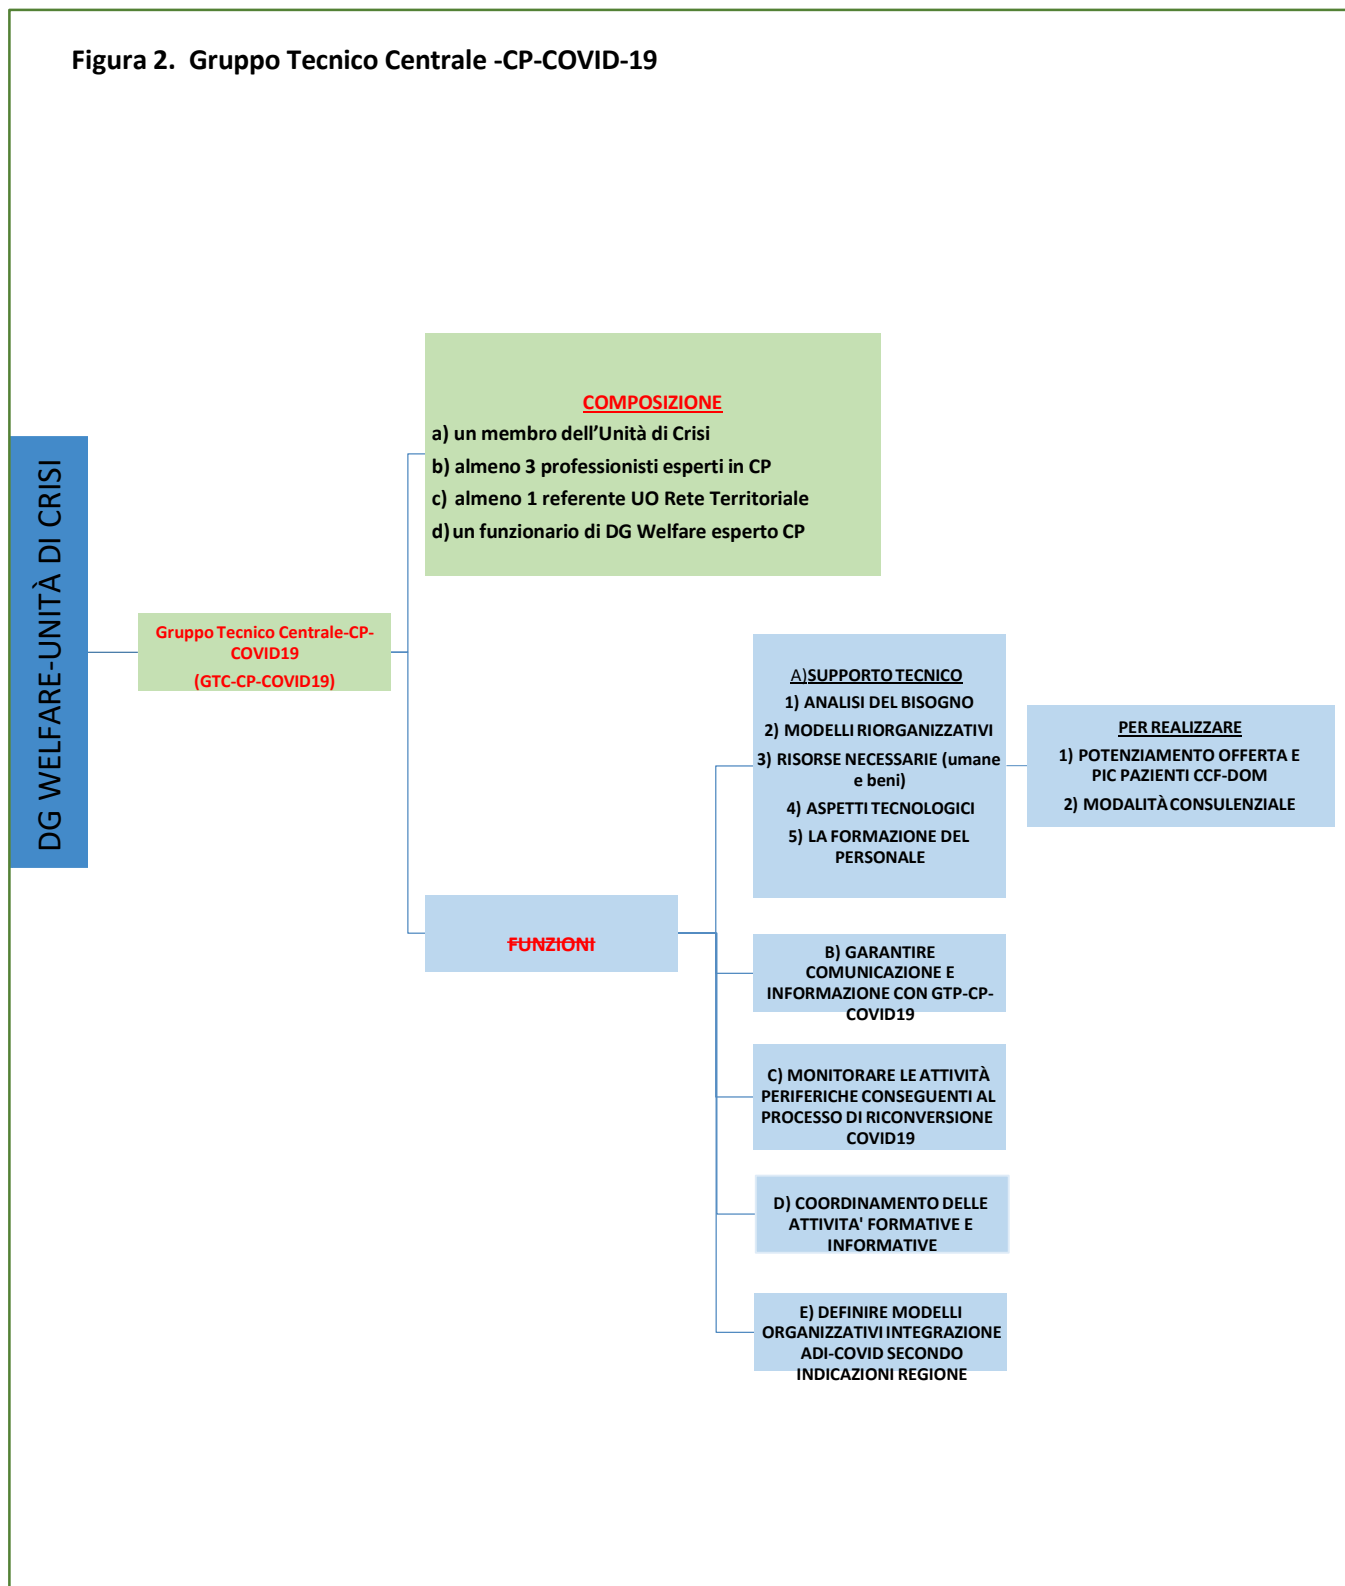 Figura 2.  Gruppo Tecnico Centrale -CP-COVID-19
DG WELFARE-UNITÀ DI CRISI
Gruppo Tecnico Centrale-CP-
COVID19
(GTC-CP-COVID19)
COMPOSIZIONE
a) un membro dell'Unità di Crisi
b) almeno 3 professionisti esperti in CP
c) almeno 1 referente UO Rete Territoriale
d) un funzionario di DG Welfare esperto CP
FUNZIONI
A)SUPPORTO TECNICO
1) ANALISI DEL BISOGNO
2) MODELLI RIORGANIZZATIVI
3) RISORSE NECESSARIE (umane
e beni)
4) ASPETTI TECNOLOGICI
5) LA FORMAZIONE DEL
PERSONALE
PER REALIZZARE
1) POTENZIAMENTO OFFERTA E
PIC PAZIENTI CCF-DOM
2) MODALITÀ CONSULENZIALE
B) GARANTIRE
COMUNICAZIONE E
INFORMAZIONE CON GTP-CP-
COVID19
C) MONITORARE LE ATTIVITÀ
PERIFERICHE CONSEGUENTI AL
PROCESSO DI RICONVERSIONE
COVID19
D) COORDINAMENTO DELLE
ATTIVITA' FORMATIVE E
INFORMATIVE
E) DEFINIRE MODELLI
ORGANIZZATIVI INTEGRAZIONE
ADI-COVID SECONDO
INDICAZIONI REGIONE